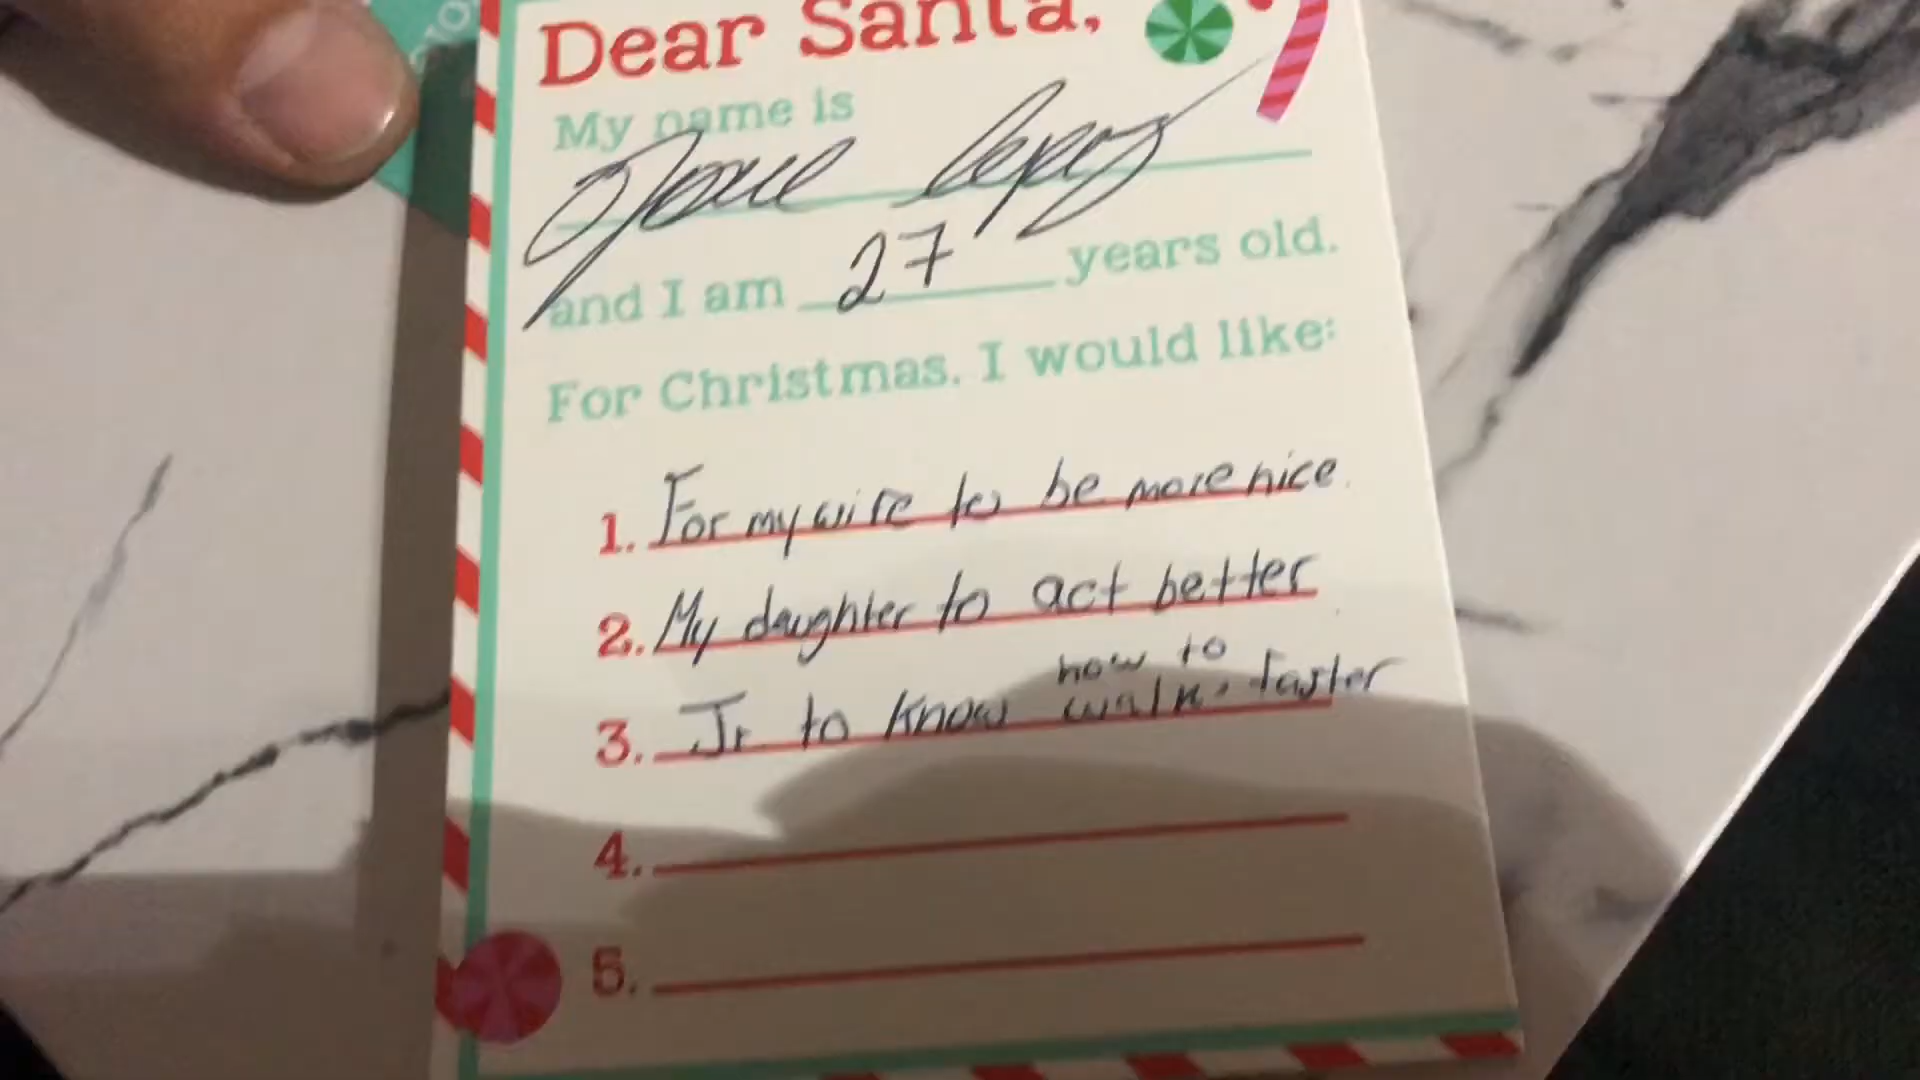 Dear Santa,
My name is
and I am 27 years old.
For Christmas, I would like:
1. For my wife to be more nice.
2. My daughter to act better
how to
3. Jr to know walk faster
4.
5.